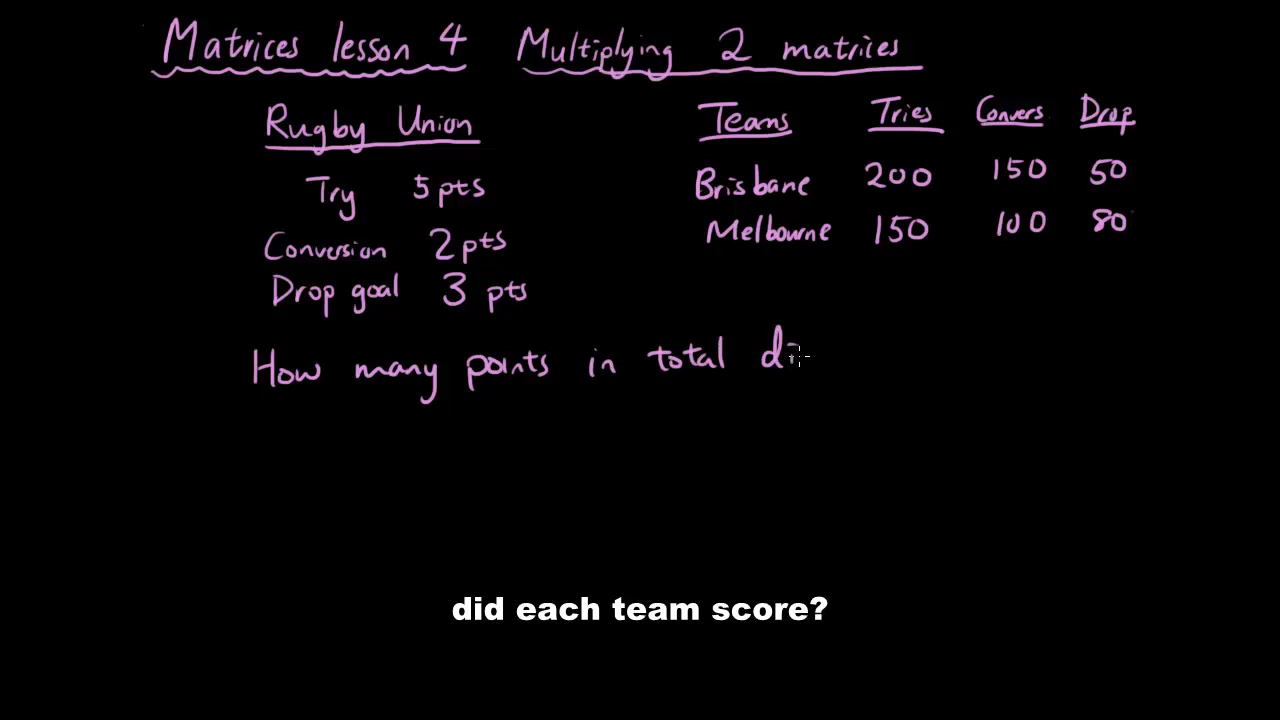 Matrices lesson 4 Multiplying 2 matrices
Rugby Union
Try 5 pts
Conversion 2 pts
Drop goal 3 pts
Teams Tries Convers Drop
Brisbane 200 150 50
Melbourne 150 100 80
How many points in total di
did each team score?